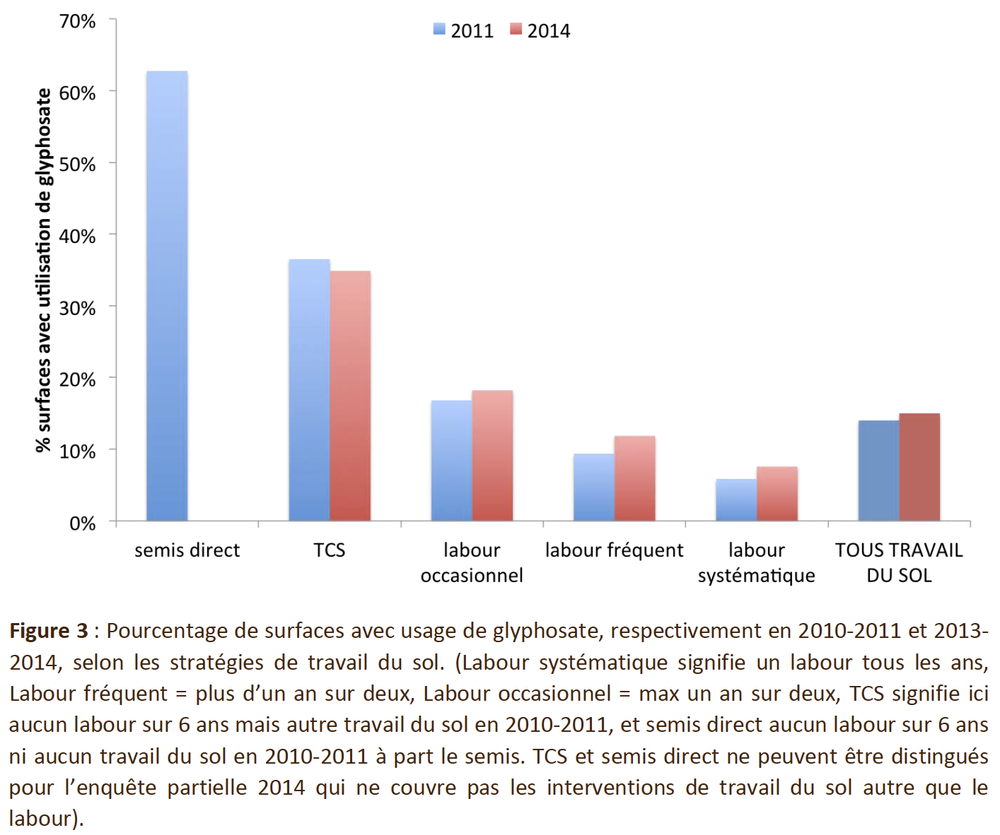 70%
2011 2014
60%
50%
40%
30%
20%
10%
0%
% surfaces avec utilisation de glyphosate
semis direct
TCS
labour
occasionnel
labour fréquent
labour
systématique
TOUS TRAVAIL
DU SOL
Figure 3 : Pourcentage de surfaces avec usage de glyphosate, respectivement en 2010-2011 et 2013-
2014, selon les stratégies de travail du sol. (Labour systématique signifie un labour tous les ans,
Labour fréquent = plus d’un an sur deux, Labour occasionnel = max un an sur deux, TCS signifie ici
aucun labour sur 6 ans mais autre travail du sol en 2010-2011, et semis direct aucun labour sur 6 ans
ni aucun travail du sol en 2010-2011 à part le semis. TCS et semis direct ne peuvent être distingués
pour l’enquête partielle 2014 qui ne couvre pas les interventions de travail du sol autre que le
labour).